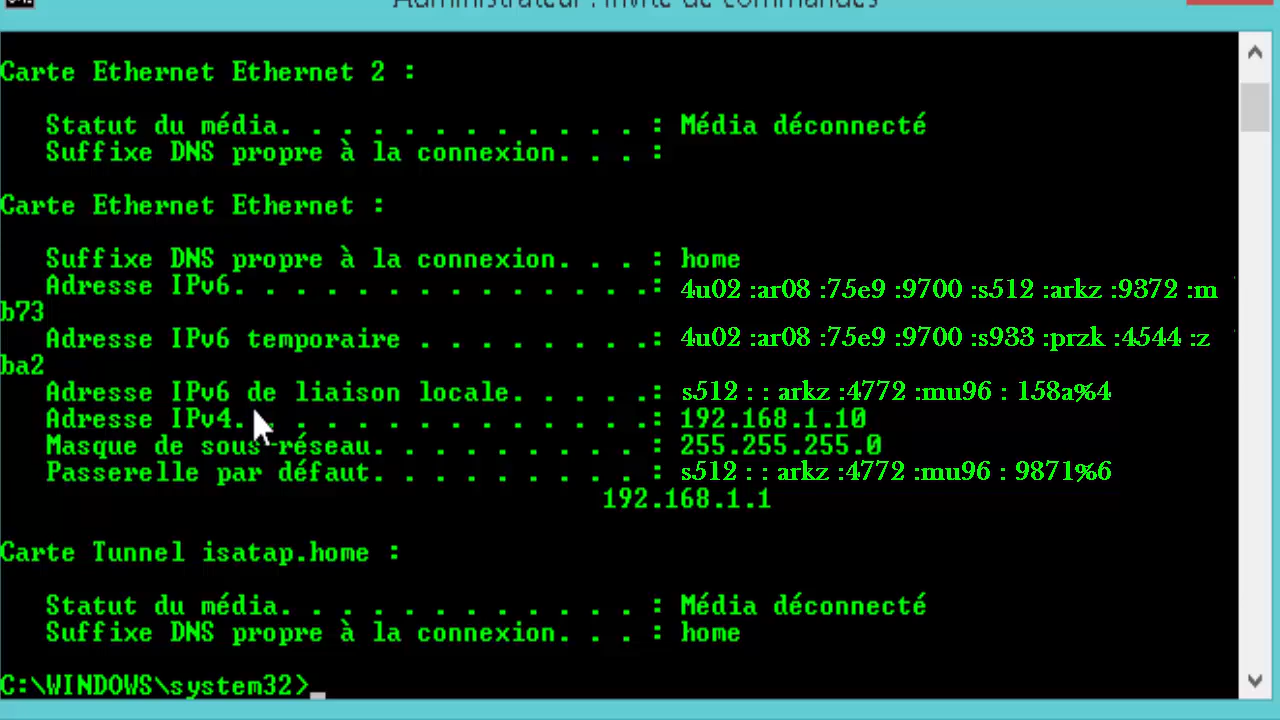 Administrateur : Invite de commandes
Carte Ethernet Ethernet 2 :
Statut du média. . . . . . . . . . . . : Média déconnecté
Suffixe DNS propre à la connexion. . . :
Carte Ethernet Ethernet :
Suffixe DNS propre à la connexion. . . : home
Adresse IPv6. . . . . . . . . . . . . .: 4u02 :ar08 :75e9 :9700 :s512 :arkz :9372 :m
b73
Adresse IPv6 temporaire . . . . . . . .: 4u02 :ar08 :75e9 :9700 :s933 :przk :4544 :z
ba2
Adresse IPv6 de liaison locale. . . . .: s512 : : arkz :4772 :mu96 : 158a%4
Adresse IPv4. . . . . . . . . . . . . .: 192.168.1.10
Masque de sous-réseau. . . . . . . . . : 255.255.255.0
Passerelle par défaut. . . . . . . . . : s512 : : arkz :4772 :mu96 : 9871%6
192.168.1.1
Carte Tunnel isatap.home :
Statut du média. . . . . . . . . . . . : Média déconnecté
Suffixe DNS propre à la connexion. . . : home
C:\WINDOWS\system32>_